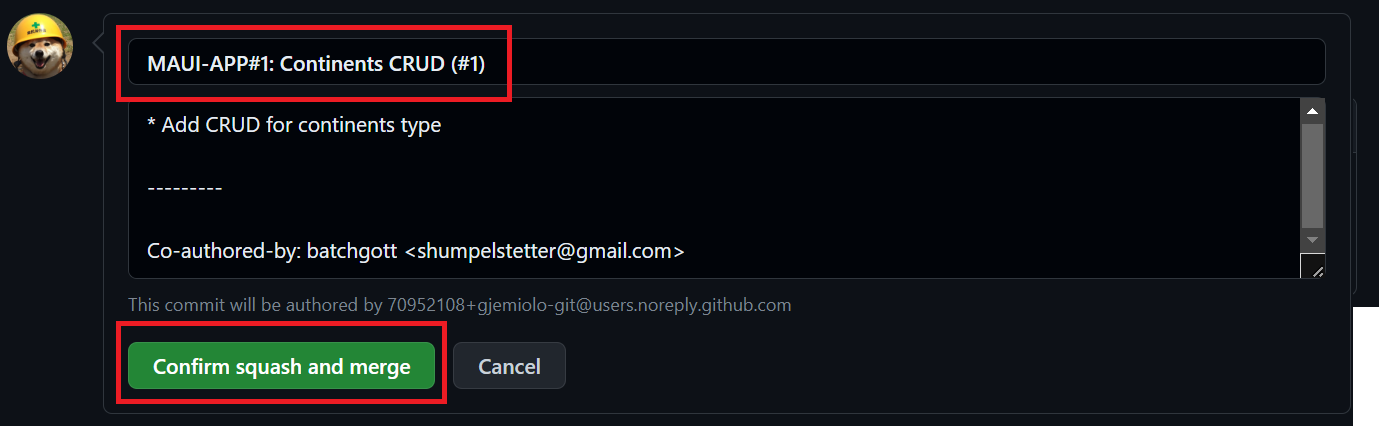 MAUI-APP#1: Continents CRUD (#1)
* Add CRUD for continents type
---------
Co-authored-by: batchgott <shumpelstetter@gmail.com>
This commit will be authored by 70952108+gjemiolo-git@users.noreply.github.com
Confirm squash and merge
Cancel